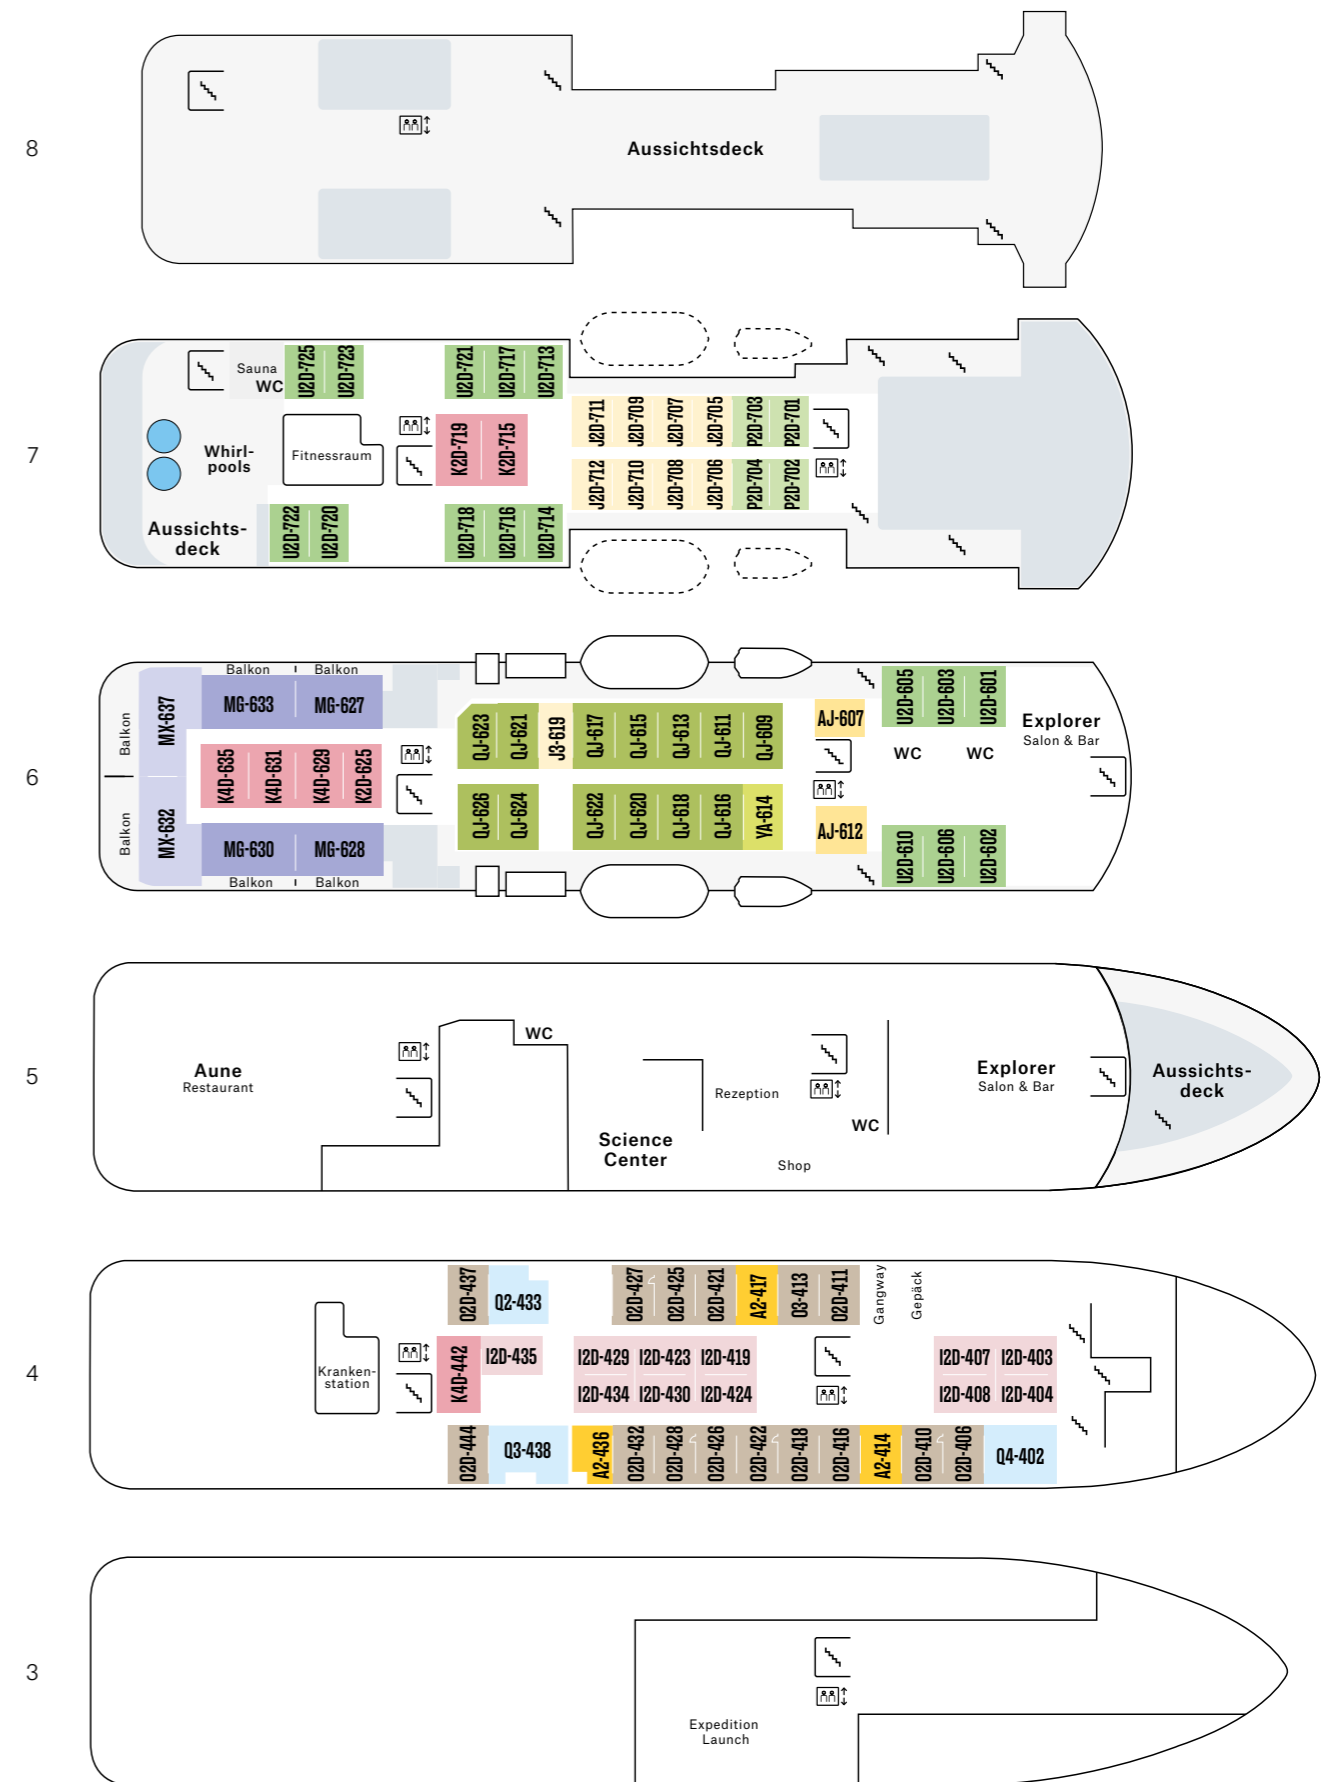 8
Aussichtsdeck
7
Sauna
WC
U2D-725
U2D-723
U2D-721
U2D-717
U2D-713
J2D-711
J2D-709
J2D-707
J2D-705
P2D-703
P2D-701
Whirl-
pools
Fitnessraum
K2D-719
K2D-715
J2D-712
J2D-710
J2D-708
J2D-706
P2D-704
P2D-702
Aussichts-
deck
U2D-722
U2D-720
U2D-718
U2D-716
U2D-714
6
Balkon
Balkon
Balkon
MX-637
MG-633
MG-627
QJ-623
QJ-621
J3-619
QJ-617
QJ-615
QJ-613
QJ-611
QJ-609
AJ-607
U2D-605
U2D-603
U2D-601
Explorer
Salon & Bar
WC
WC
K4D-635
K4D-631
K4D-629
K2D-625
Balkon
MX-632
MG-630
MG-628
QJ-626
QJ-624
QJ-622
QJ-620
QJ-618
QJ-616
YA-614
AJ-612
U2D-610
U2D-606
U2D-602
Balkon
Balkon
5
WC
Aune
Restaurant
Rezeption
Explorer
Salon & Bar
Aussichts-
deck
WC
Science
Center
Shop
4
O2D-437
Q2-433
O2D-427
O2D-425
O2D-421
A2-417
O3-413
O2D-411
Gangway
Gepäck
Kranken-
station
K4D-442
I2D-435
I2D-429
I2D-423
I2D-419
I2D-407
I2D-403
I2D-434
I2D-430
I2D-424
I2D-408
I2D-404
O2D-444
Q3-438
A2-436
O2D-432
O2D-428
O2D-426
O2D-422
O2D-418
O2D-416
A2-414
O2D-410
O2D-406
Q4-402
3
Expedition
Launch